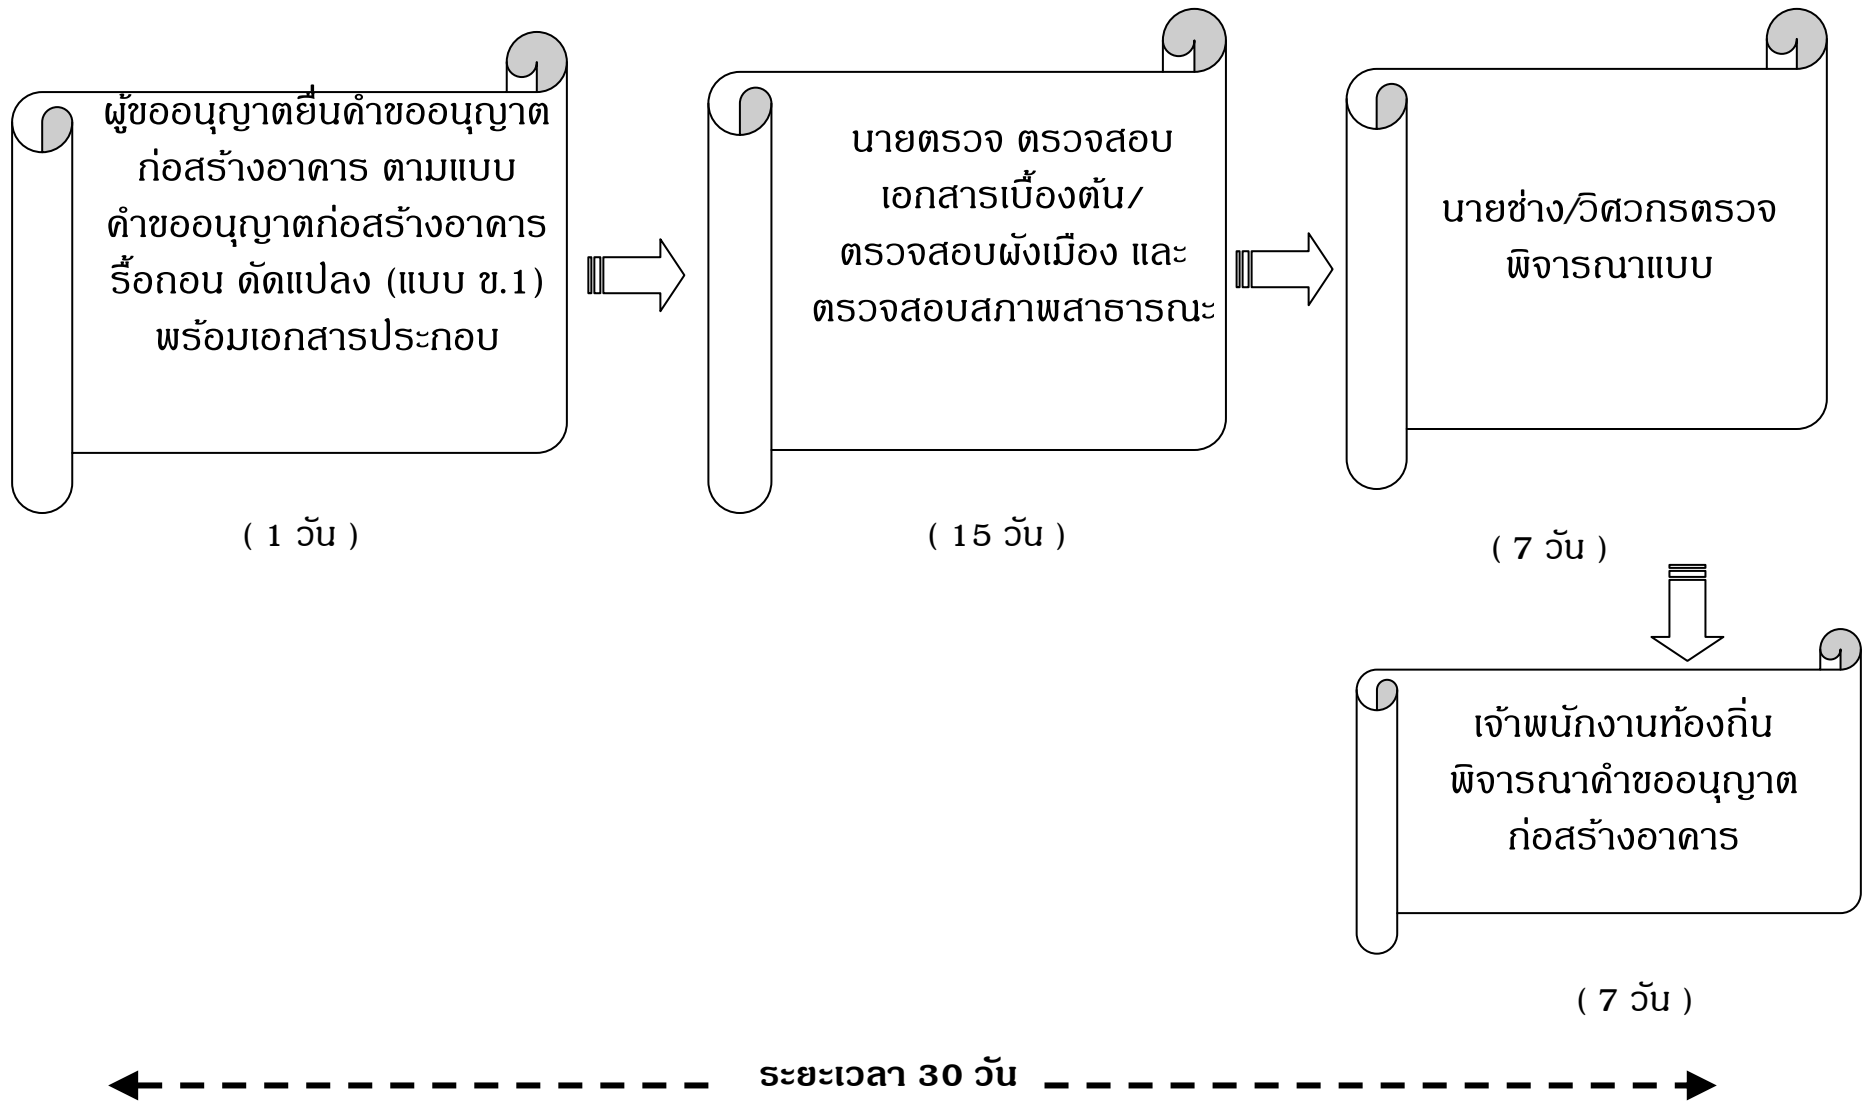 ผู้ขออนุญาตยื่นคำขออนุญาต
ก่อสร้างอาคาร ตามแบบ
คำขออนุญาตก่อสร้างอาคาร
รื้อถอน ดัดแปลง (แบบ ข.1)
พร้อมเอกสารประกอบ
( 1 วัน )
นายตรวจ ตรวจสอบ
เอกสารเบื้องต้น/
ตรวจสอบผังเมือง และ
ตรวจสอบสภาพสาธารณะ
( 15 วัน )
นายช่าง/วิศวกรตรวจ
พิจารณาแบบ
( 7 วัน )
เจ้าพนักงานท้องถิ่น
พิจารณาคำขออนุญาต
ก่อสร้างอาคาร
( 7 วัน )
ระยะเวลา 30 วัน